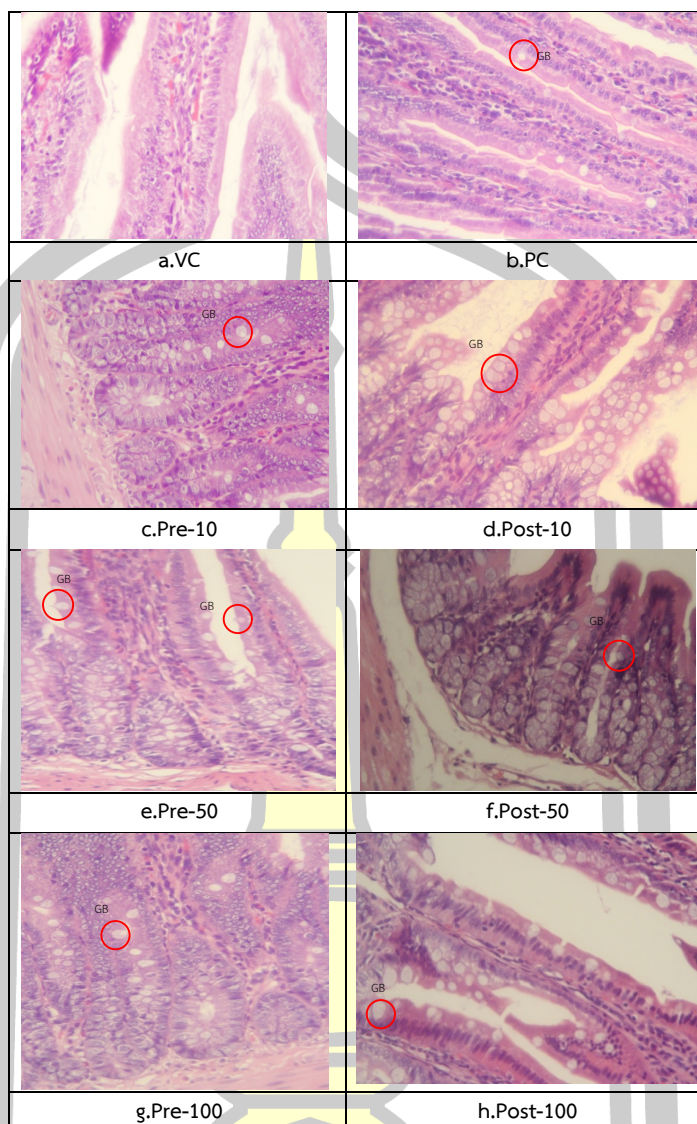 GB
a.VC
b.PC
GB
GB
c.Pre-10
d.Post-10
GB
GB
GB
e.Pre-50
f.Post-50
GB
GB
g.Pre-100
h.Post-100